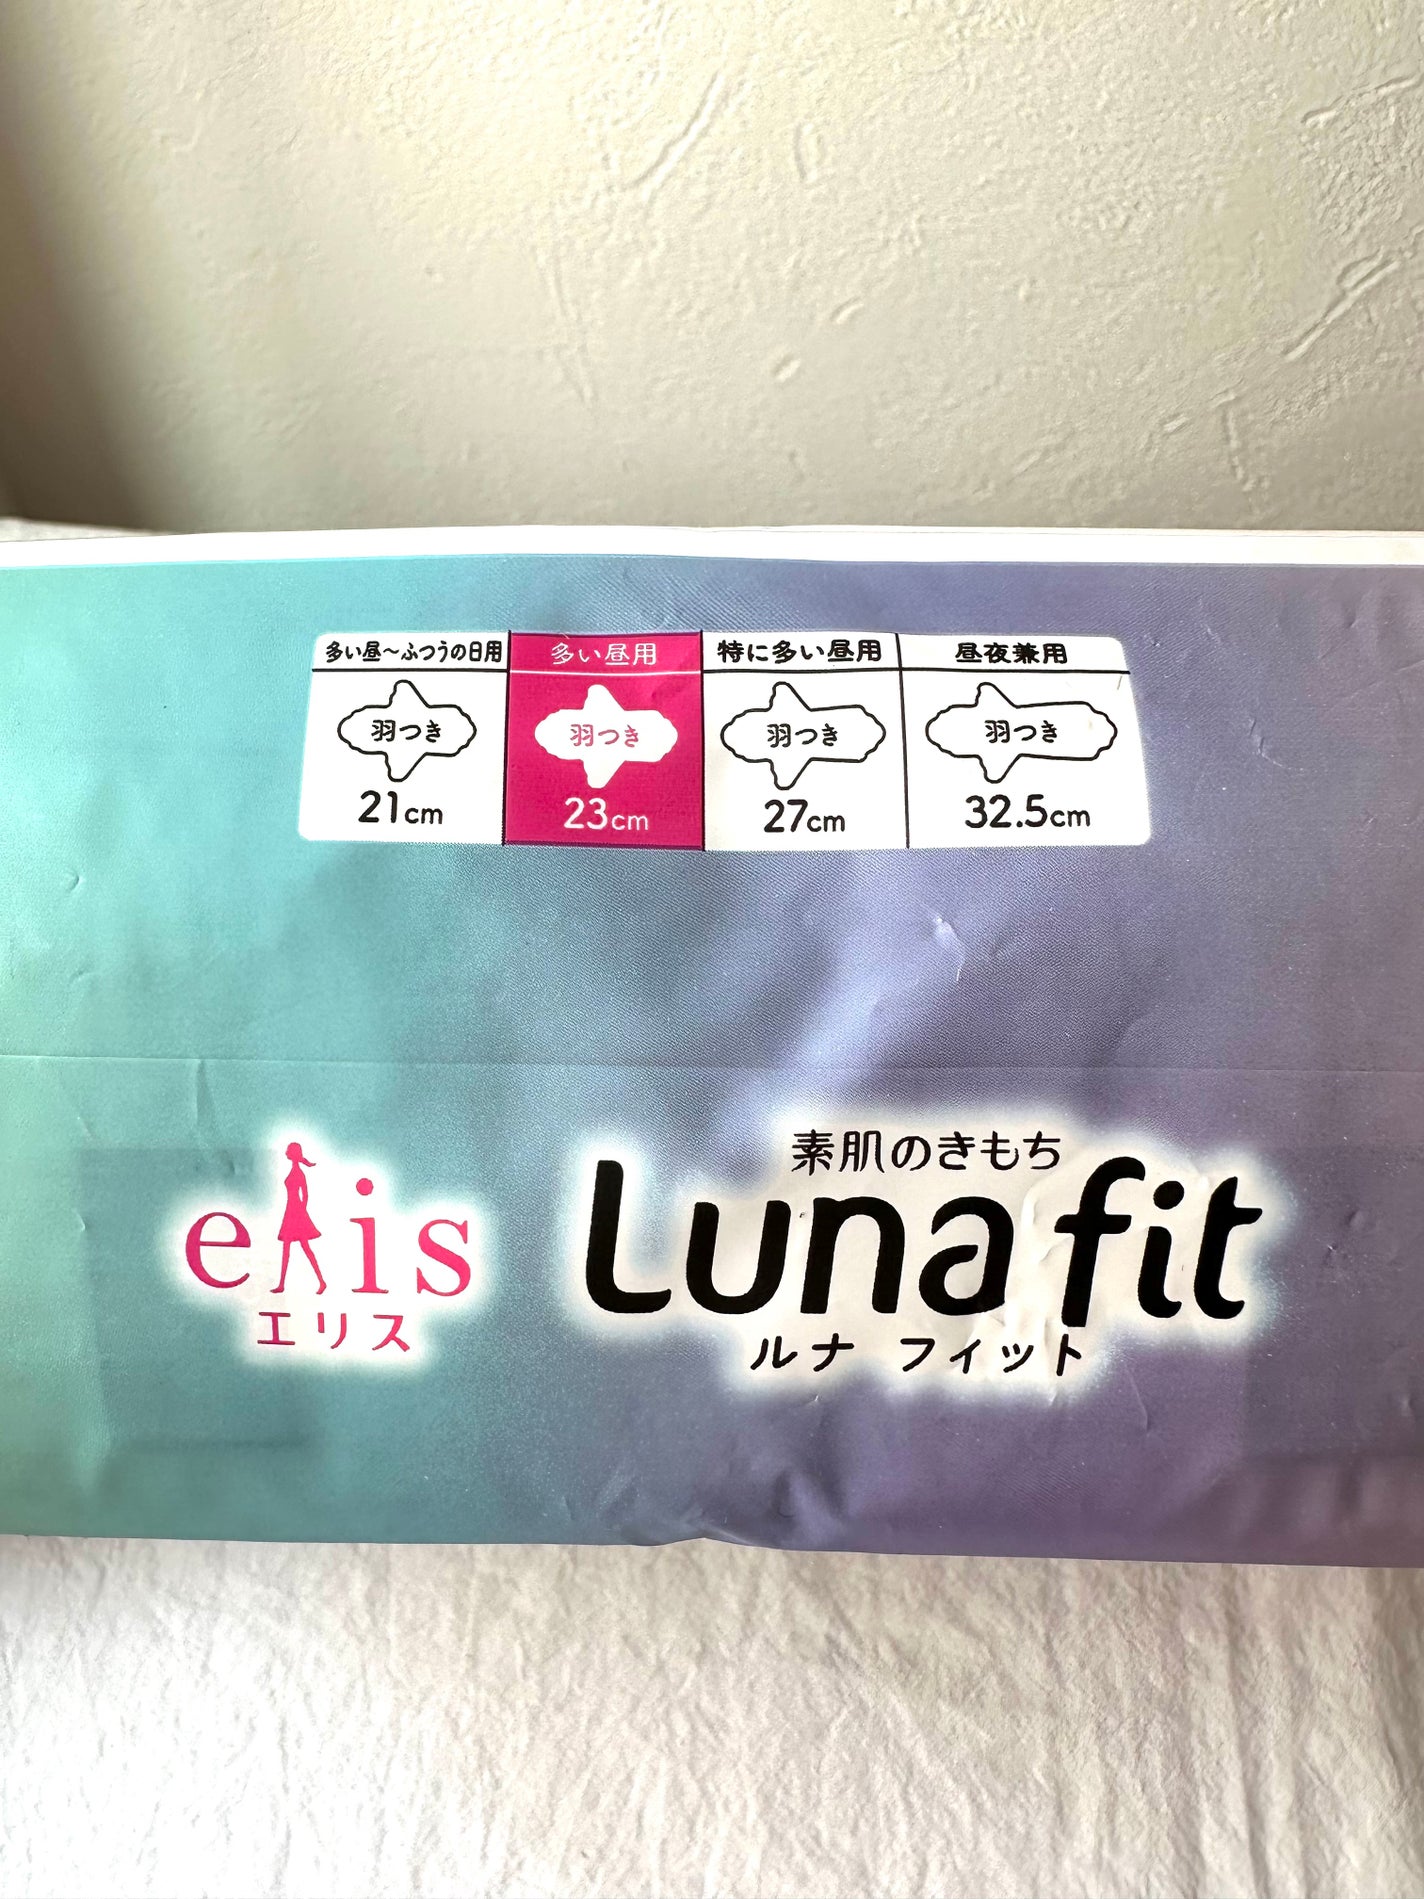 多い昼～ふつうの日用 多い昼用 特に多い昼用 昼夜兼用
羽つき 羽つき 羽つき 羽つき
21cm 23cm 27cm 32.5cm
elis
エリス
素肌のきもち
Luna fit
ルナ フィット